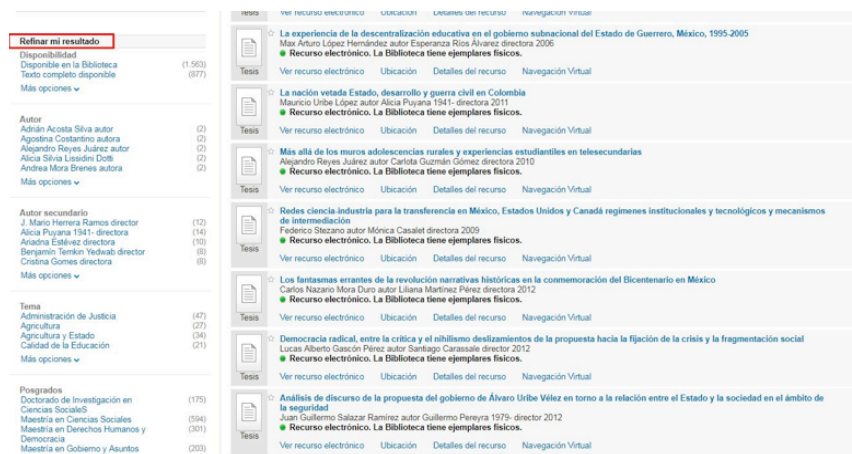 Refinar mi resultado
Disponibilidad
Disponible en la Biblioteca (1.563)
Texto completo disponible (877)
Más opciones
Autor
Adrián Acosta Silva autor (2)
Agostina Costantino autora (2)
Alejandro Reyes Juárez autor (2)
Alicia Silvia Lissidini Dotti (2)
Andrea Mora Brenes autora (2)
Más opciones
Autor secundario
J. Mario Herrera Ramos director (12)
Alicia Puyana 1941- directora (14)
Ariadna Estévez directora (10)
Benjamín Temkin Yedwab director (8)
Cristina Gomes directora (8)
Más opciones
Tema
Administración de Justicia (47)
Agricultura (27)
Agricultura y Estado (34)
Calidad de la Educación (21)
Más opciones
Posgrados
Doctorado de Investigación en (175)
Ciencias SocialeS
Maestría en Ciencias Sociales (594)
Maestría en Derechos Humanos y (301)
Democracia
Maestría en Gobierno y Asuntos (203)
Tesis Ver recurso electrónico Ubicación Detalles del recurso Navegación Virtual
La experiencia de la descentralización educativa en el gobierno subnacional del Estado de Guerrero, México, 1995-2005
Max Arturo López Hernández autor Esperanza Ríos Álvarez directora 2006
Recurso electrónico. La Biblioteca tiene ejemplares físicos.
Tesis Ver recurso electrónico Ubicación Detalles del recurso Navegación Virtual
La nación vetada Estado, desarrollo y guerra civil en Colombia
Mauricio Uribe López autor Alicia Puyana 1941- directora 2011
Recurso electrónico. La Biblioteca tiene ejemplares físicos.
Tesis Ver recurso electrónico Ubicación Detalles del recurso Navegación Virtual
Más allá de los muros adolescencias rurales y experiencias estudiantiles en telesecundarias
Alejandro Reyes Juárez autor Carlota Guzmán Gómez directora 2010
Recurso electrónico. La Biblioteca tiene ejemplares físicos.
Tesis Ver recurso electrónico Ubicación Detalles del recurso Navegación Virtual
Redes ciencia-industria para la transferencia en México, Estados Unidos y Canadá regímenes institucionales y tecnológicos y mecanismos
de intermediación
Federico Stezano autor Mónica Casalet directora 2009
Recurso electrónico. La Biblioteca tiene ejemplares físicos.
Tesis Ver recurso electrónico Ubicación Detalles del recurso Navegación Virtual
Los fantasmas errantes de la revolución narrativas históricas en la conmemoración del Bicentenario en México
Carlos Nazario Mora Duro autor Liliana Martínez Pérez directora 2012
Recurso electrónico. La Biblioteca tiene ejemplares físicos.
Tesis Ver recurso electrónico Ubicación Detalles del recurso Navegación Virtual
Democracia radical, entre la crítica y el nihilismo deslizamientos de la propuesta hacia la fijación de la crisis y la fragmentación social
Lucas Alberto Gascón Pérez autor Santiago Carassale director 2012
Recurso electrónico. La Biblioteca tiene ejemplares físicos.
Tesis Ver recurso electrónico Ubicación Detalles del recurso Navegación Virtual
Análisis de discurso de la propuesta del gobierno de Álvaro Uribe Vélez en torno a la relación entre el Estado y la sociedad en el ámbito de
la seguridad
Juan Guillermo Salazar Ramírez autor Guillermo Pereyra 1979- director 2012
Recurso electrónico. La Biblioteca tiene ejemplares físicos.
Tesis Ver recurso electrónico Ubicación Detalles del recurso Navegación Virtual